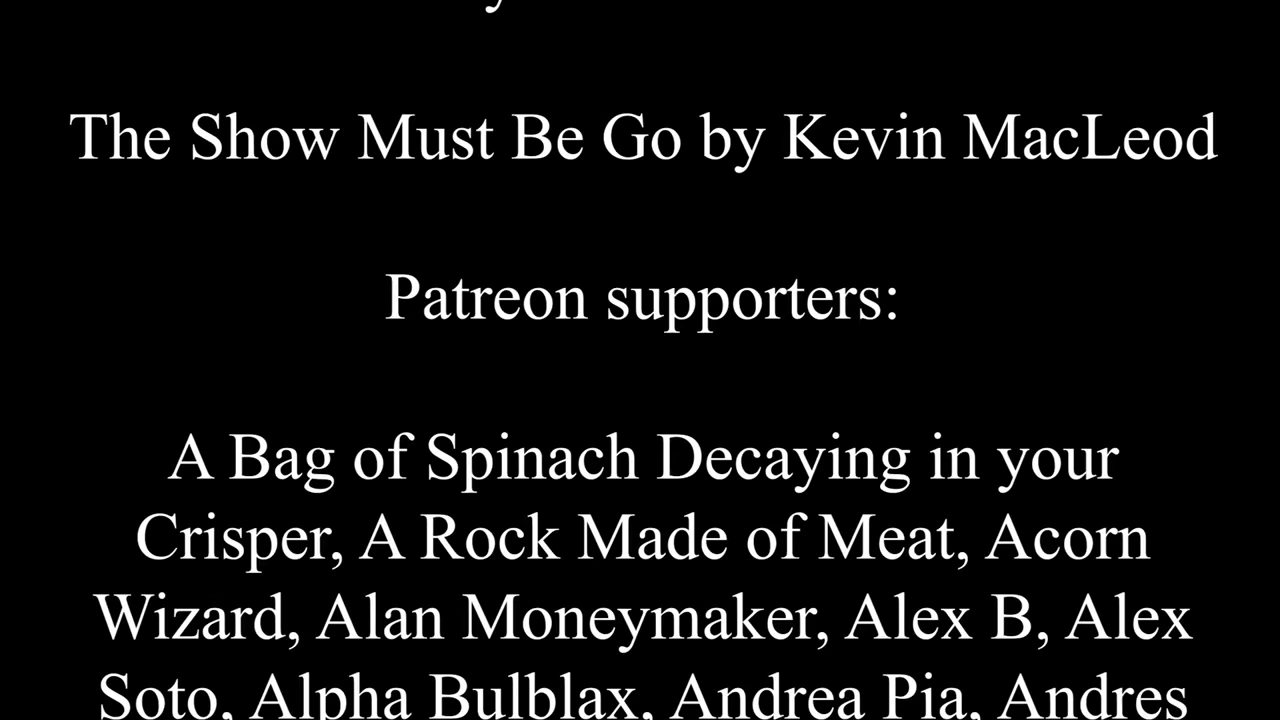 The Show Must Be Go by Kevin MacLeod
Patreon supporters:
A Bag of Spinach Decaying in your
Crisper, A Rock Made of Meat, Acorn
Wizard, Alan Moneymaker, Alex B, Alex
Soto, Alpha Bulblax, Andrea Pia, Andres